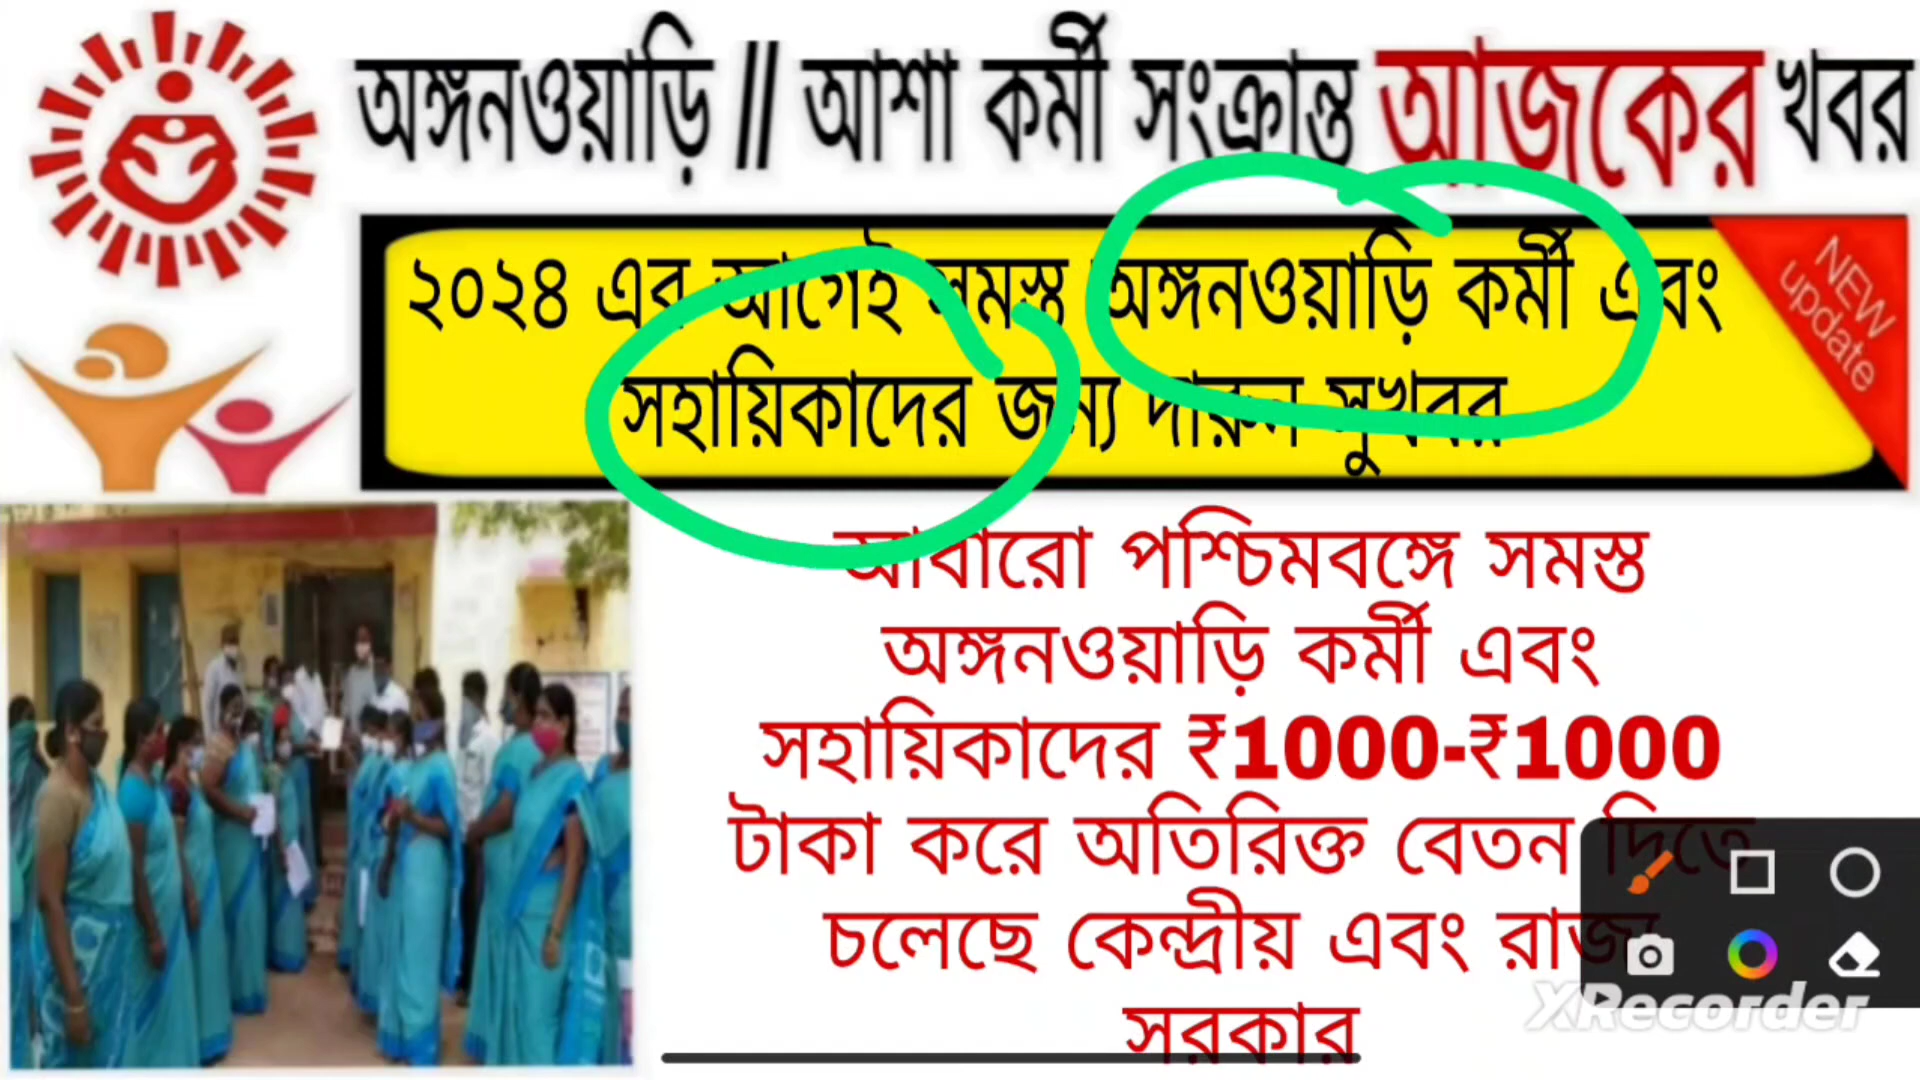 অঙ্গনওয়াড়ি || আশা কর্মী সংক্রান্ত আজকের খবর
২০২৪ এর আগেই সমস্ত অঙ্গনওয়াড়ি কর্মী এবং
সহায়িকাদের জন্য দারুন সুখবর
NEW
update
আবারো পশ্চিমবঙ্গে সমস্ত
অঙ্গনওয়াড়ি কর্মী এবং
সহায়িকাদের ₹1000-₹1000
টাকা করে অতিরিক্ত বেতন দিতে
চলেছে কেন্দ্রীয় এবং রাজ্য
সরকার
XRecorder